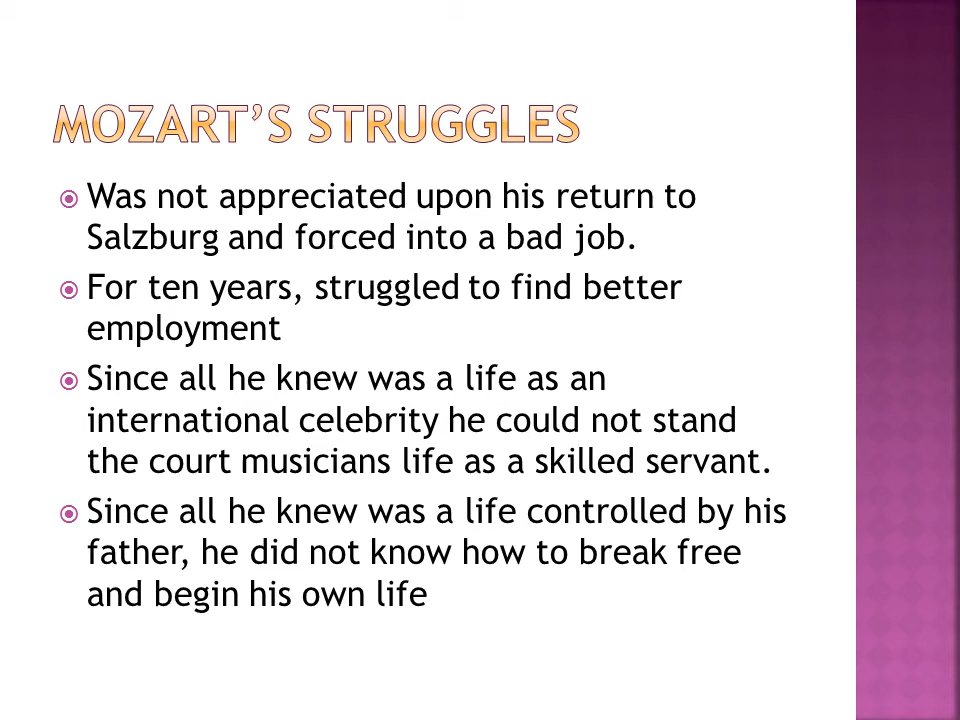 MOZART’S STRUGGLES
Was not appreciated upon his return to
Salzburg and forced into a bad job.
For ten years, struggled to find better
employment
Since all he knew was a life as an
international celebrity he could not stand
the court musicians life as a skilled servant.
Since all he knew was a life controlled by his
father, he did not know how to break free
and begin his own life